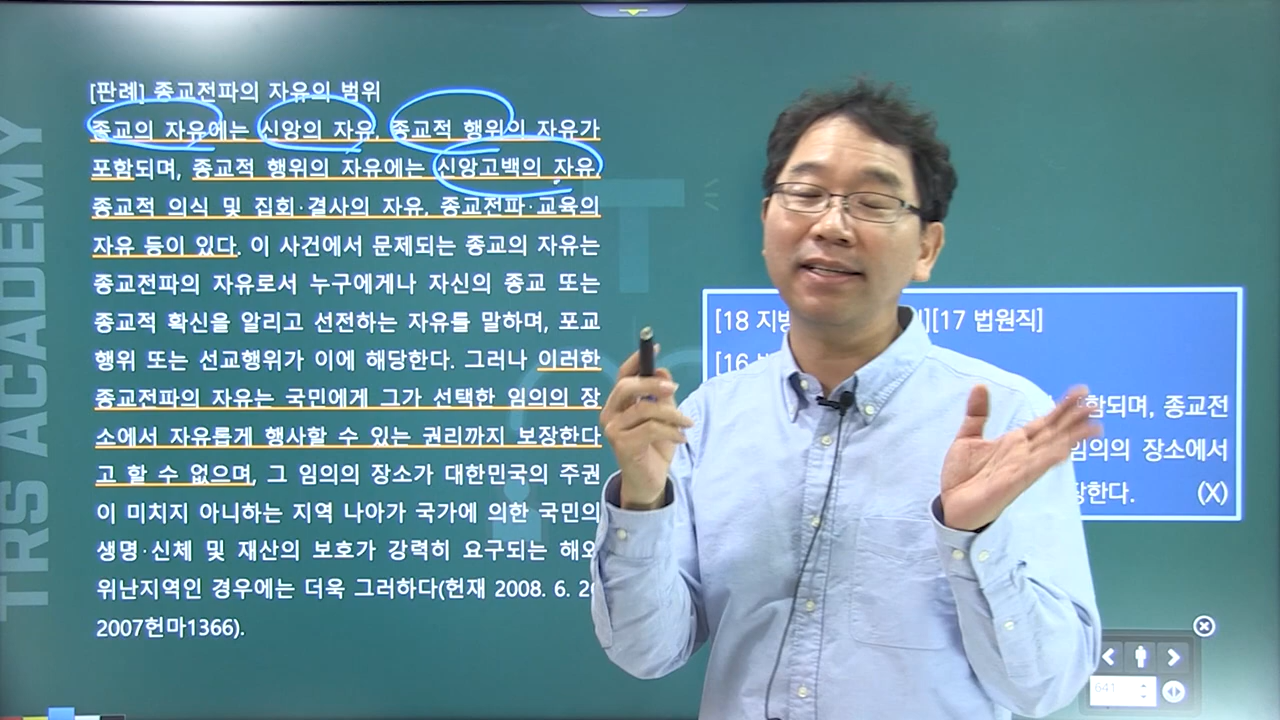 [판례] 종교전파의 자유의 범위
종교의 자유에는 신앙의 자유, 종교적 행위의 자유가
포함되며, 종교적 행위의 자유에는 신앙고백의 자유,
종교적 의식 및 집회·결사의 자유, 종교전파·교육의
자유 등이 있다. 이 사건에서 문제되는 종교의 자유는
종교전파의 자유로서 누구에게나 자신의 종교 또는
종교적 확신을 알리고 선전하는 자유를 말하며, 포교
행위 또는 선교행위가 이에 해당한다. 그러나 이러한
종교전파의 자유는 국민에게 그가 선택한 임의의 장
소에서 자유롭게 행사할 수 있는 권리까지 보장한다
고 할 수 없으며, 그 임의의 장소가 대한민국의 주권
이 미치지 아니하는 지역 나아가 국가에 의한 국민의
생명·신체 및 재산의 보호가 강력히 요구되는 해외
위난지역인 경우에는 더욱 그러하다(헌재 2008. 6.
2007헌마1366).
[18 [17 법원직]
[16
되며, 종교전
임의의 장소에서
한다. (X)
TRS ACADEMY
641